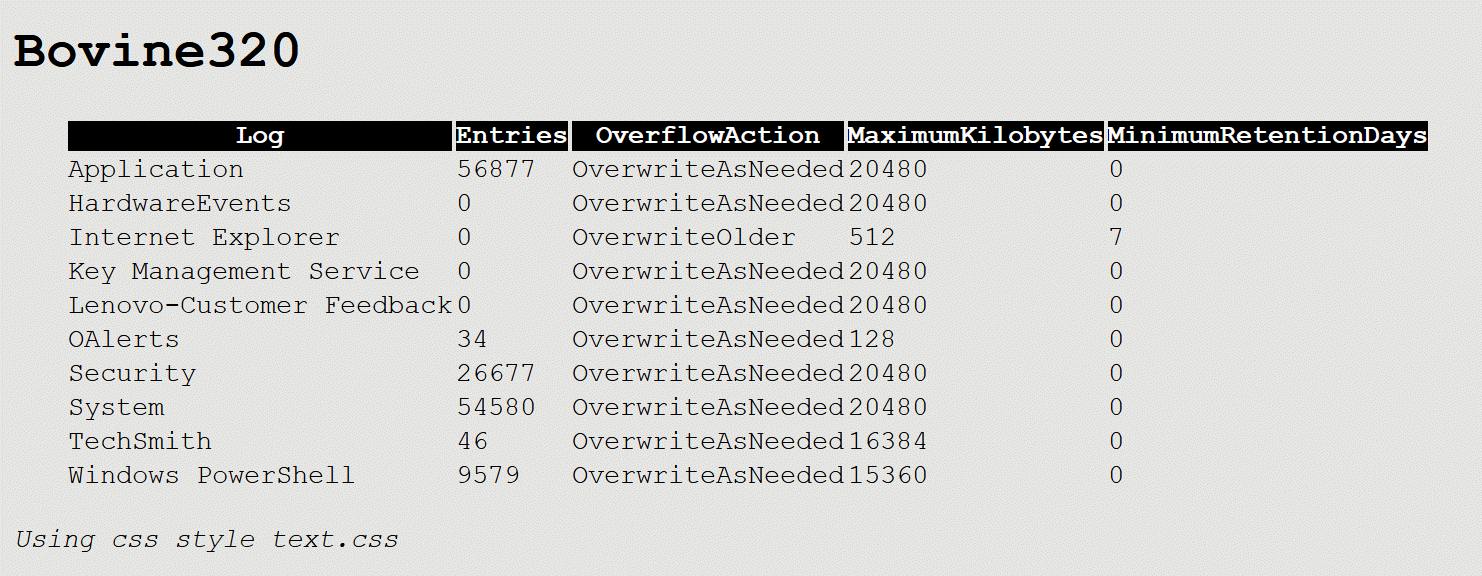 Bovine320
Log Entries OverflowAction MaximumKilobytes MinimumRetentionDays
Application 56877 OverwriteAsNeeded 20480 0
HardwareEvents 0 OverwriteAsNeeded 20480 0
Internet Explorer 0 OverwriteOlder 512 7
Key Management Service 0 OverwriteAsNeeded 20480 0
Lenovo-Customer Feedback 0 OverwriteAsNeeded 20480 0
OAlerts 34 OverwriteAsNeeded 128 0
Security 26677 OverwriteAsNeeded 20480 0
System 54580 OverwriteAsNeeded 20480 0
TechSmith 46 OverwriteAsNeeded 16384 0
Windows PowerShell 9579 OverwriteAsNeeded 15360 0
Using css style text.css